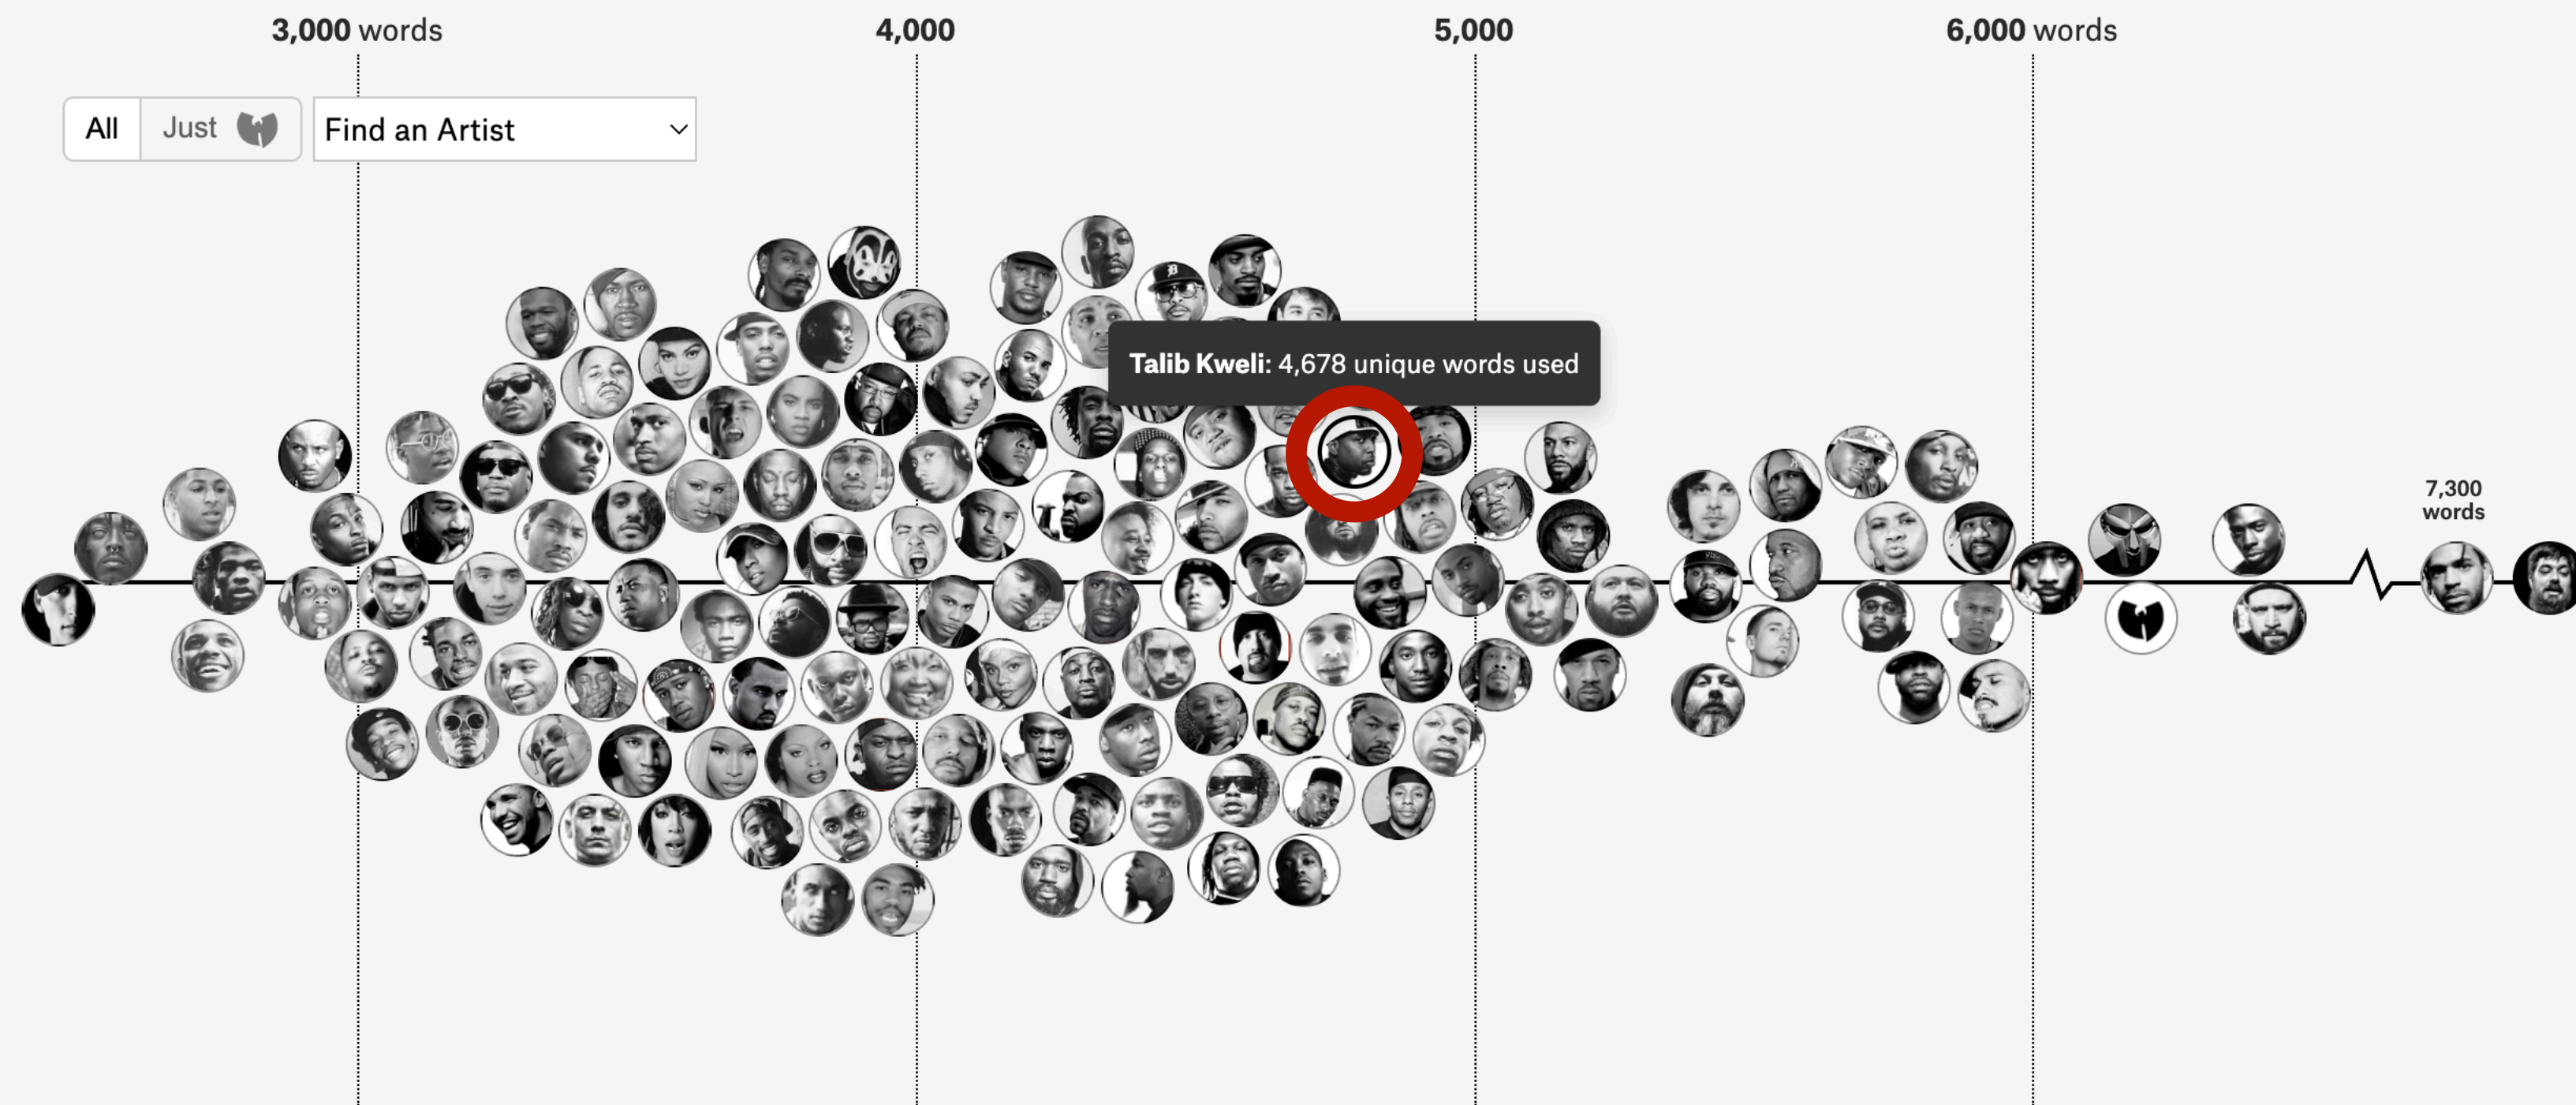 3,000 words
4,000
5,000
6,000 words
All
Just
Find an Artist
Talib Kweli: 4,678 unique words used
7,300
words